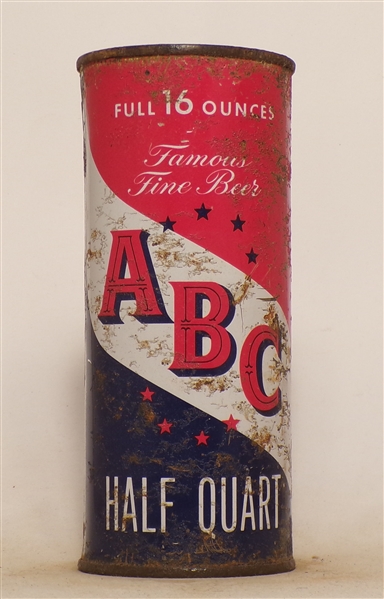 FULL 16 OUNCES
Famous
Fine Beer
ABC
HALF QUART